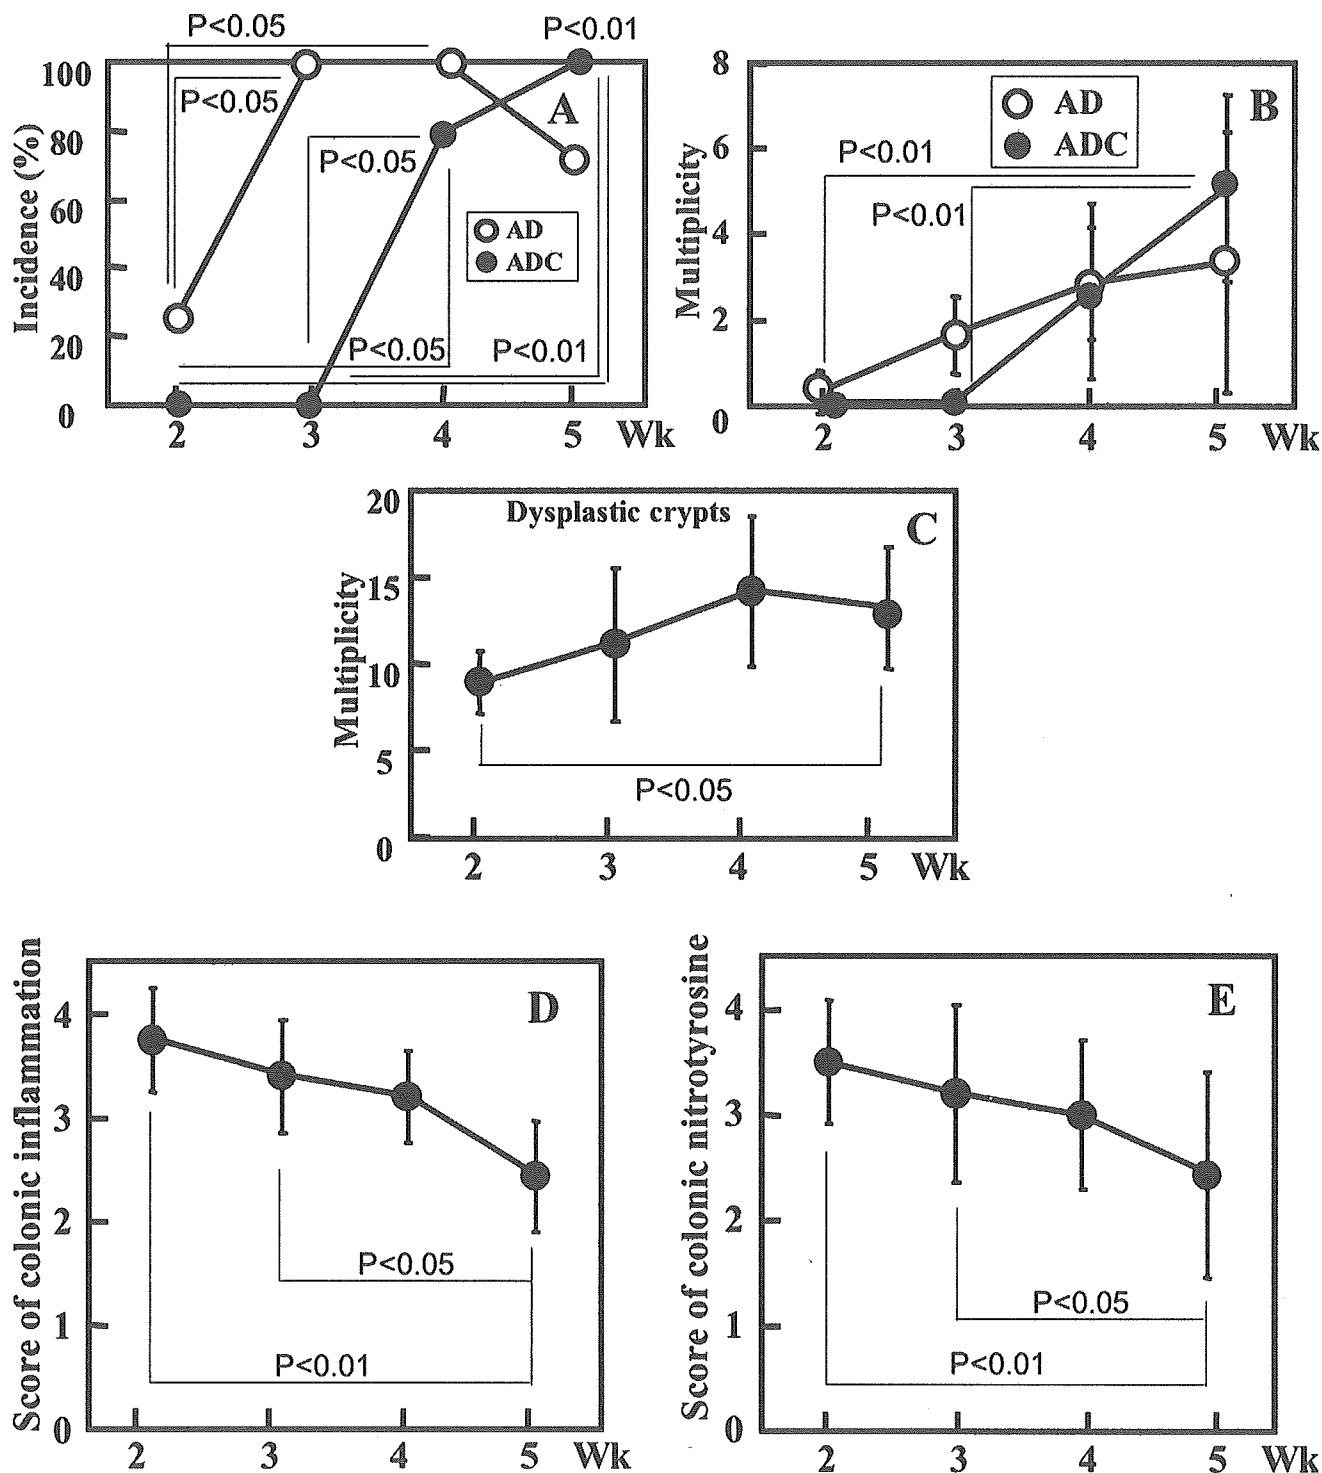 P<0.05
P<0.01
100
P<0.05
A
80
P<0.05
60
AD
ADC
40
20
P<0.05
P<0.01
0
2
3
4
5
Wk
Incidence (%)
8
AD
ADC
B
6
P<0.01
P<0.01
4
2
0
2
3
4
5
Wk
Multiplicity
20
Dysplastic crypts
C
15
10
5
P<0.05
0
2
3
4
5
Wk
Multiplicity
D
4
3
2
P<0.05
1
P<0.01
0
2
3
4
5
Wk
Score of colonic inflammation
E
4
3
2
P<0.05
1
P<0.01
0
2
3
4
5
Wk
Score of colonic nitrotyrosine